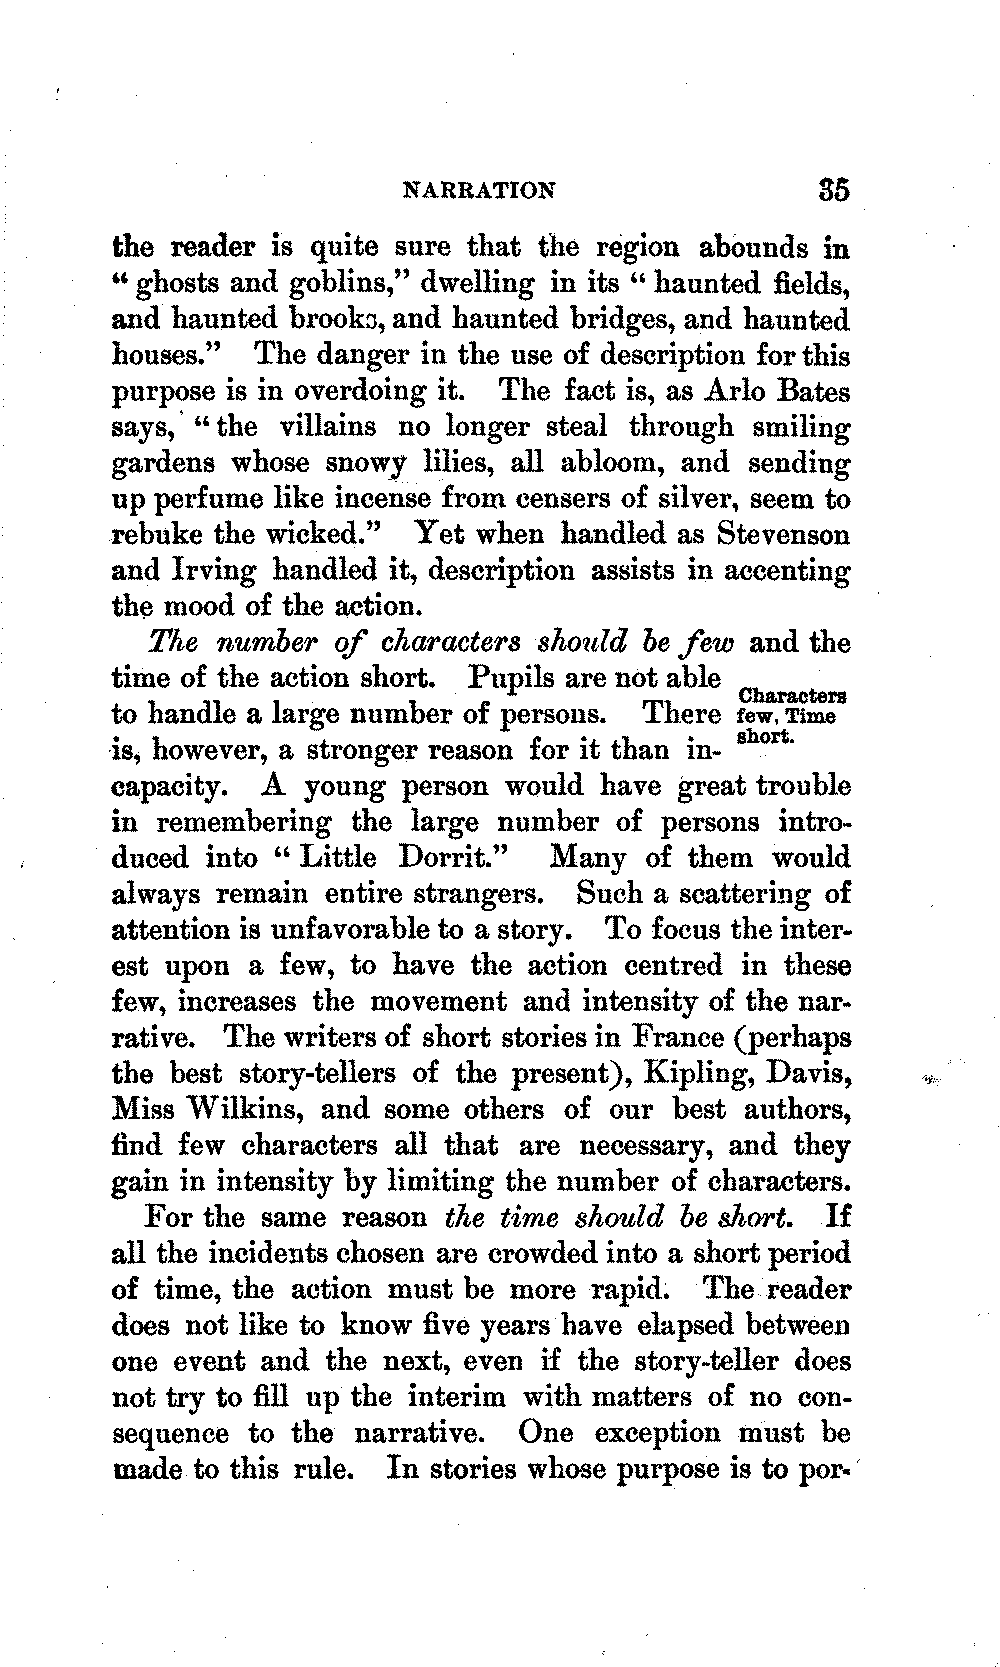 NARRATION 35
the reader is quite sure that the region abounds in
“ ghosts and goblins,” dwelling in its “ haunted fields,
and haunted brooks, and haunted bridges, and haunted
houses.” The danger in the use of description for this
purpose is in overdoing it. The fact is, as Arlo Bates
says, “ the villains no longer steal through smiling
gardens whose snowy lilies, all abloom, and sending
up perfume like incense from censers of silver, seem to
rebuke the wicked.” Yet when handled as Stevenson
and Irving handled it, description assists in accenting
the mood of the action.
The number of characters should be few and the
time of the action short. Pupils are not able
to handle a large number of persons. There
is, however, a stronger reason for it than in-
Characters
few, Time
short.
capacity. A young person would have great trouble
in remembering the large number of persons intro-
duced into “ Little Dorrit.” Many of them would
always remain entire strangers. Such a scattering of
attention is unfavorable to a story. To focus the inter-
est upon a few, to have the action centred in these
few, increases the movement and intensity of the nar-
rative. The writers of short stories in France (perhaps
the best story-tellers of the present), Kipling, Davis,
Miss Wilkins, and some others of our best authors,
find few characters all that are necessary, and they
gain in intensity by limiting the number of characters.
For the same reason the time should be short. If
all the incidents chosen are crowded into a short period
of time, the action must be more rapid. The reader
does not like to know five years have elapsed between
one event and the next, even if the story-teller does
not try to fill up the interim with matters of no con-
sequence to the narrative. One exception must be
made to this rule. In stories whose purpose is to por-